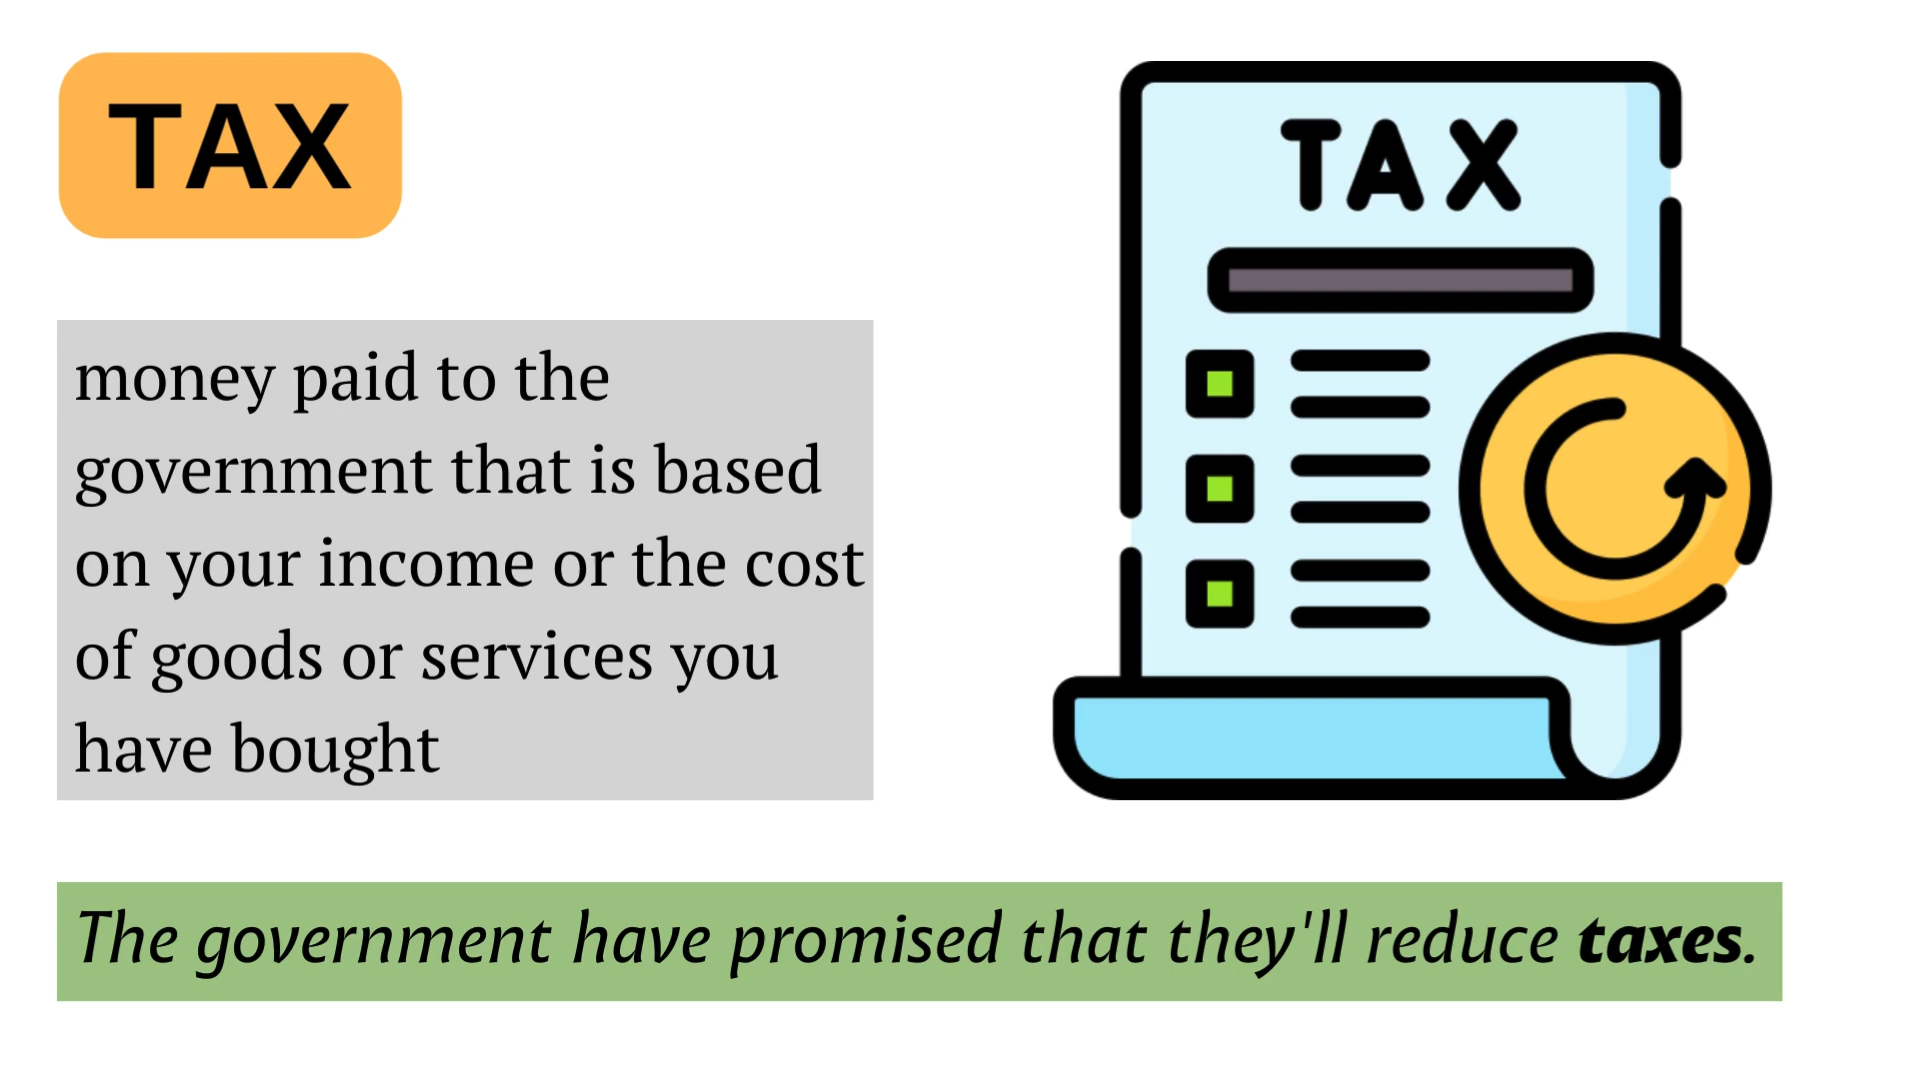 TAX
TAX
money paid to the
government that is based
on your income or the cost
of goods or services you
have bought
The government have promised that they'll reduce taxes.